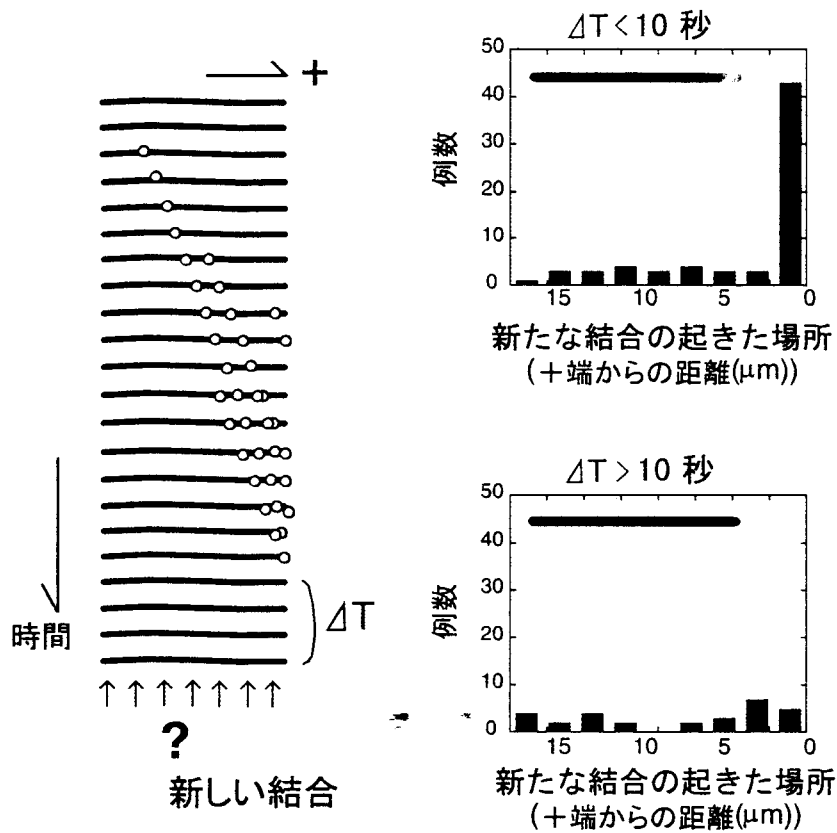 +
時間
ΔT
↑ ↑ ↑ ↑ ↑ ↑ ↑
?
新しい結合
ΔT<10 秒
50
40
30
20
10
0
例数
15 10 5 0
新たな結合の起きた場所
(+端からの距離(μm))
ΔT>10 秒
50
40
30
20
10
0
例数
15 10 5 0
新たな結合の起きた場所
(+端からの距離(μm))